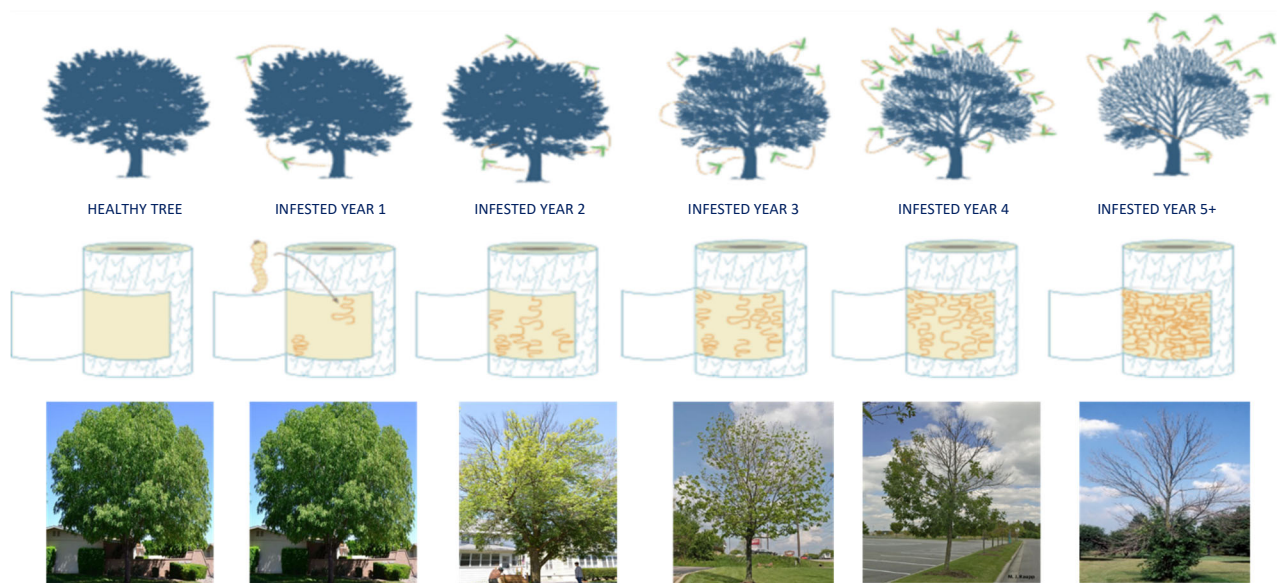 HEALTHY TREE
INFESTED YEAR 1
INFESTED YEAR 2
INFESTED YEAR 3
INFESTED YEAR 4
INFESTED YEAR 5+